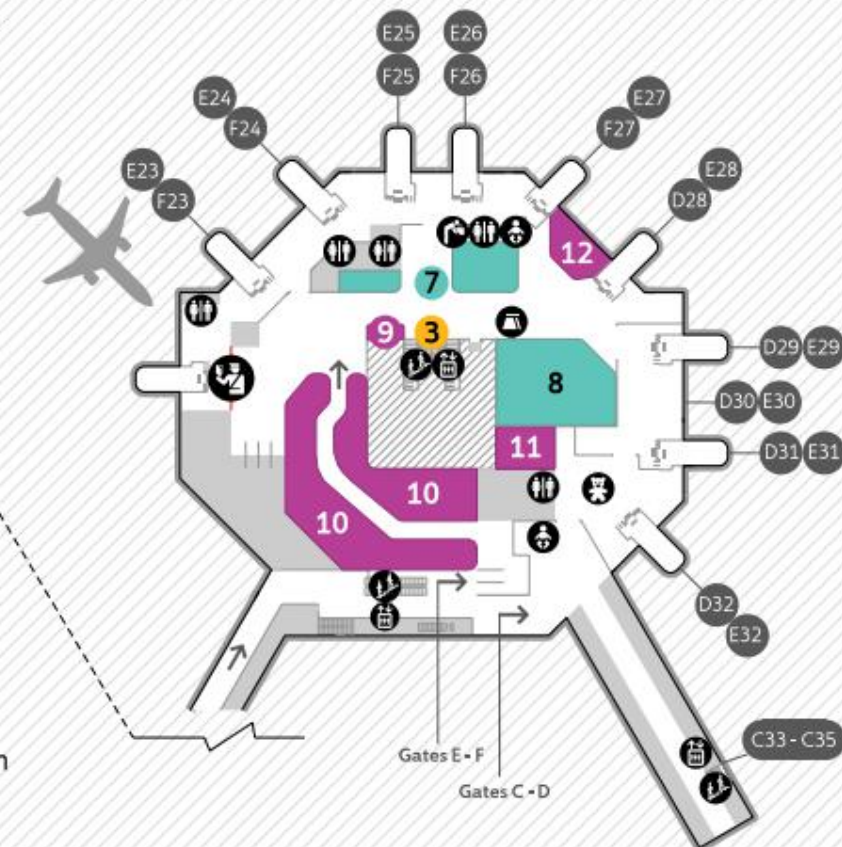 E25 E26
F25 F26
E24 E27
F24 F27
E23 E28
F23 D28
12
7
9 3
D29 E29
8
D30 E30
11
D31 E31
10
10
D32
E32
C33 - C35
Gates E - F
Gates C - D